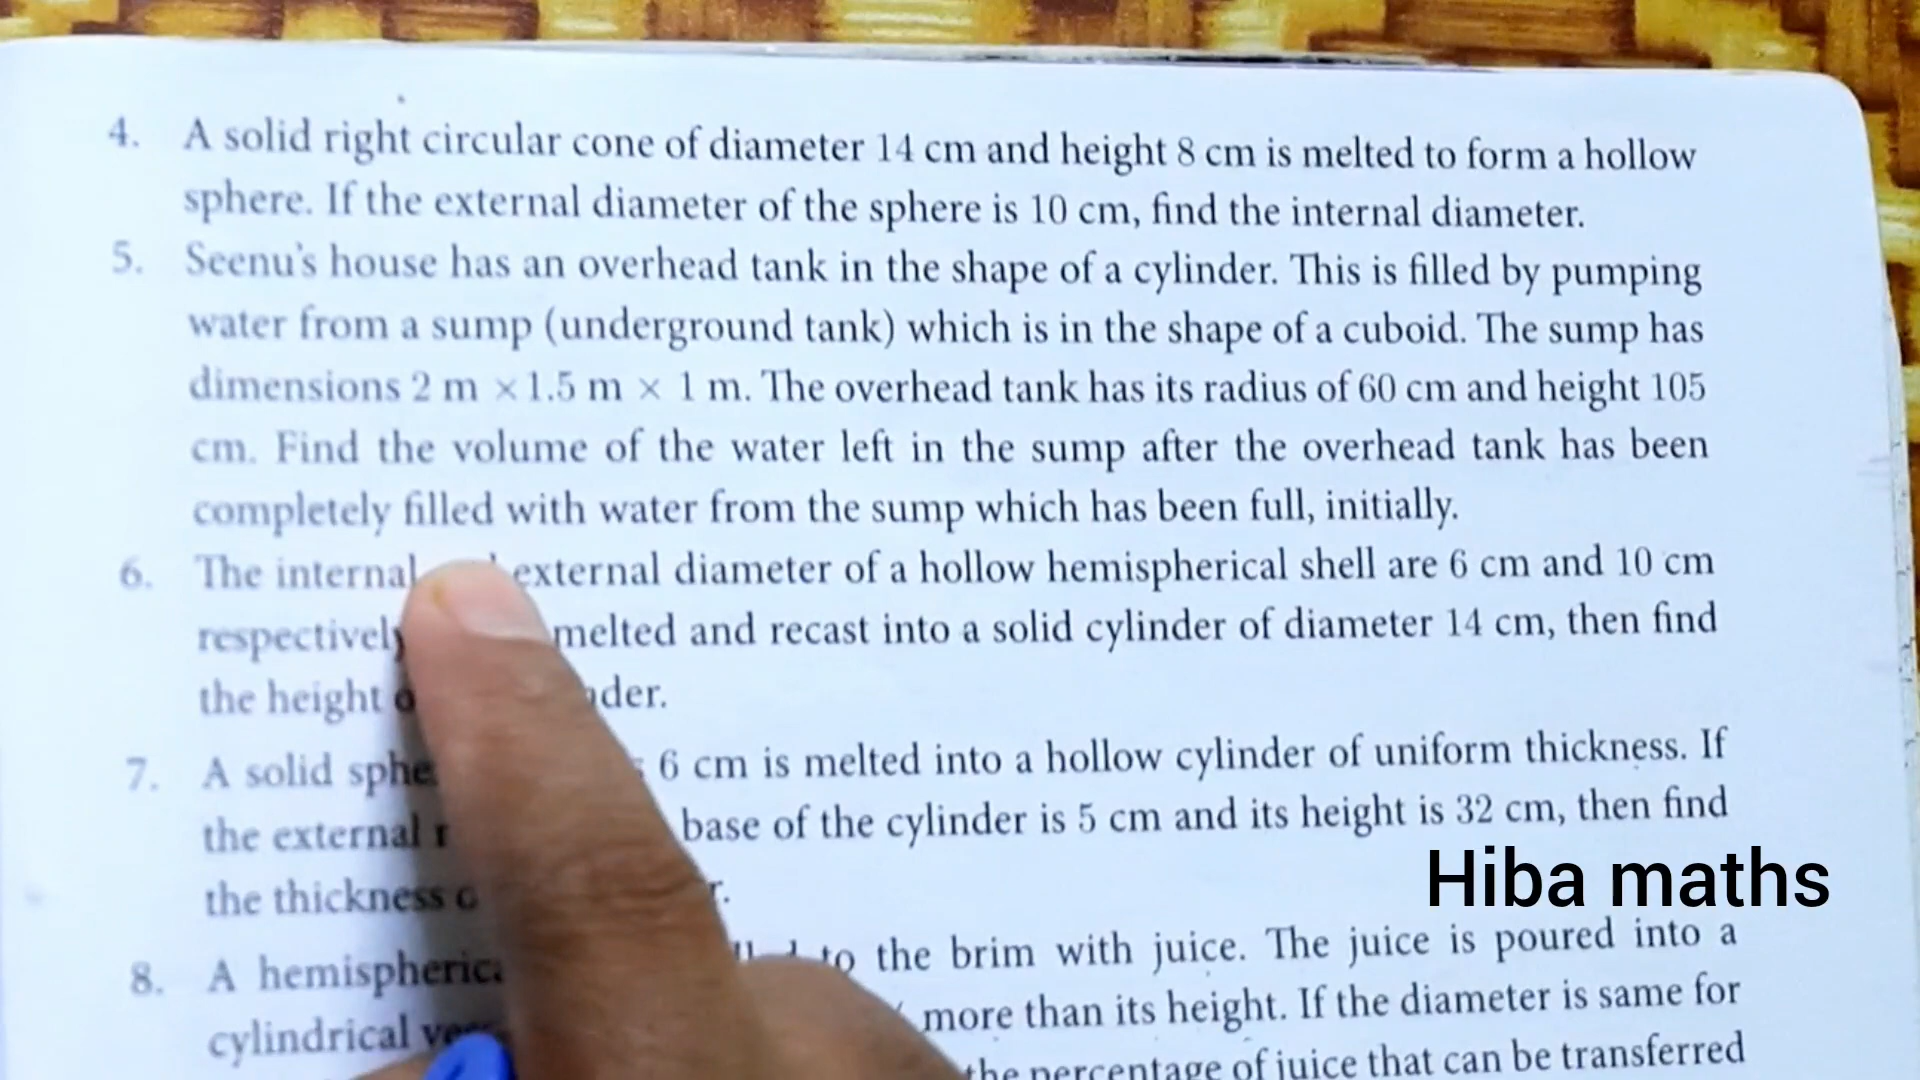 4. A solid right circular cone of diameter 14 cm and height 8 cm is melted to form a hollow
sphere. If the external diameter of the sphere is 10 cm, find the internal diameter.
5. Seenu's house has an overhead tank in the shape of a cylinder. This is filled by pumping
water from a sump (underground tank) which is in the shape of a cuboid. The sump has
dimensions 2 m × 1.5 m × 1 m. The overhead tank has its radius of 60 cm and height 105
cm. Find the volume of the water left in the sump after the overhead tank has been
completely filled with water from the sump which has been full, initially.
6. The internal external diameter of a hollow hemispherical shell are 6 cm and 10 cm
respectively melted and recast into a solid cylinder of diameter 14 cm, then find
the height
7. A solid 6 cm is melted into a hollow cylinder of uniform thickness. If
the external base of the cylinder is 5 cm and its height is 32 cm, then find
the thickness
Hiba maths
8. A to the brim with juice. The juice is poured into a
cylindrical more than its height. If the diameter is same for
the percentage of juice that can be transferred